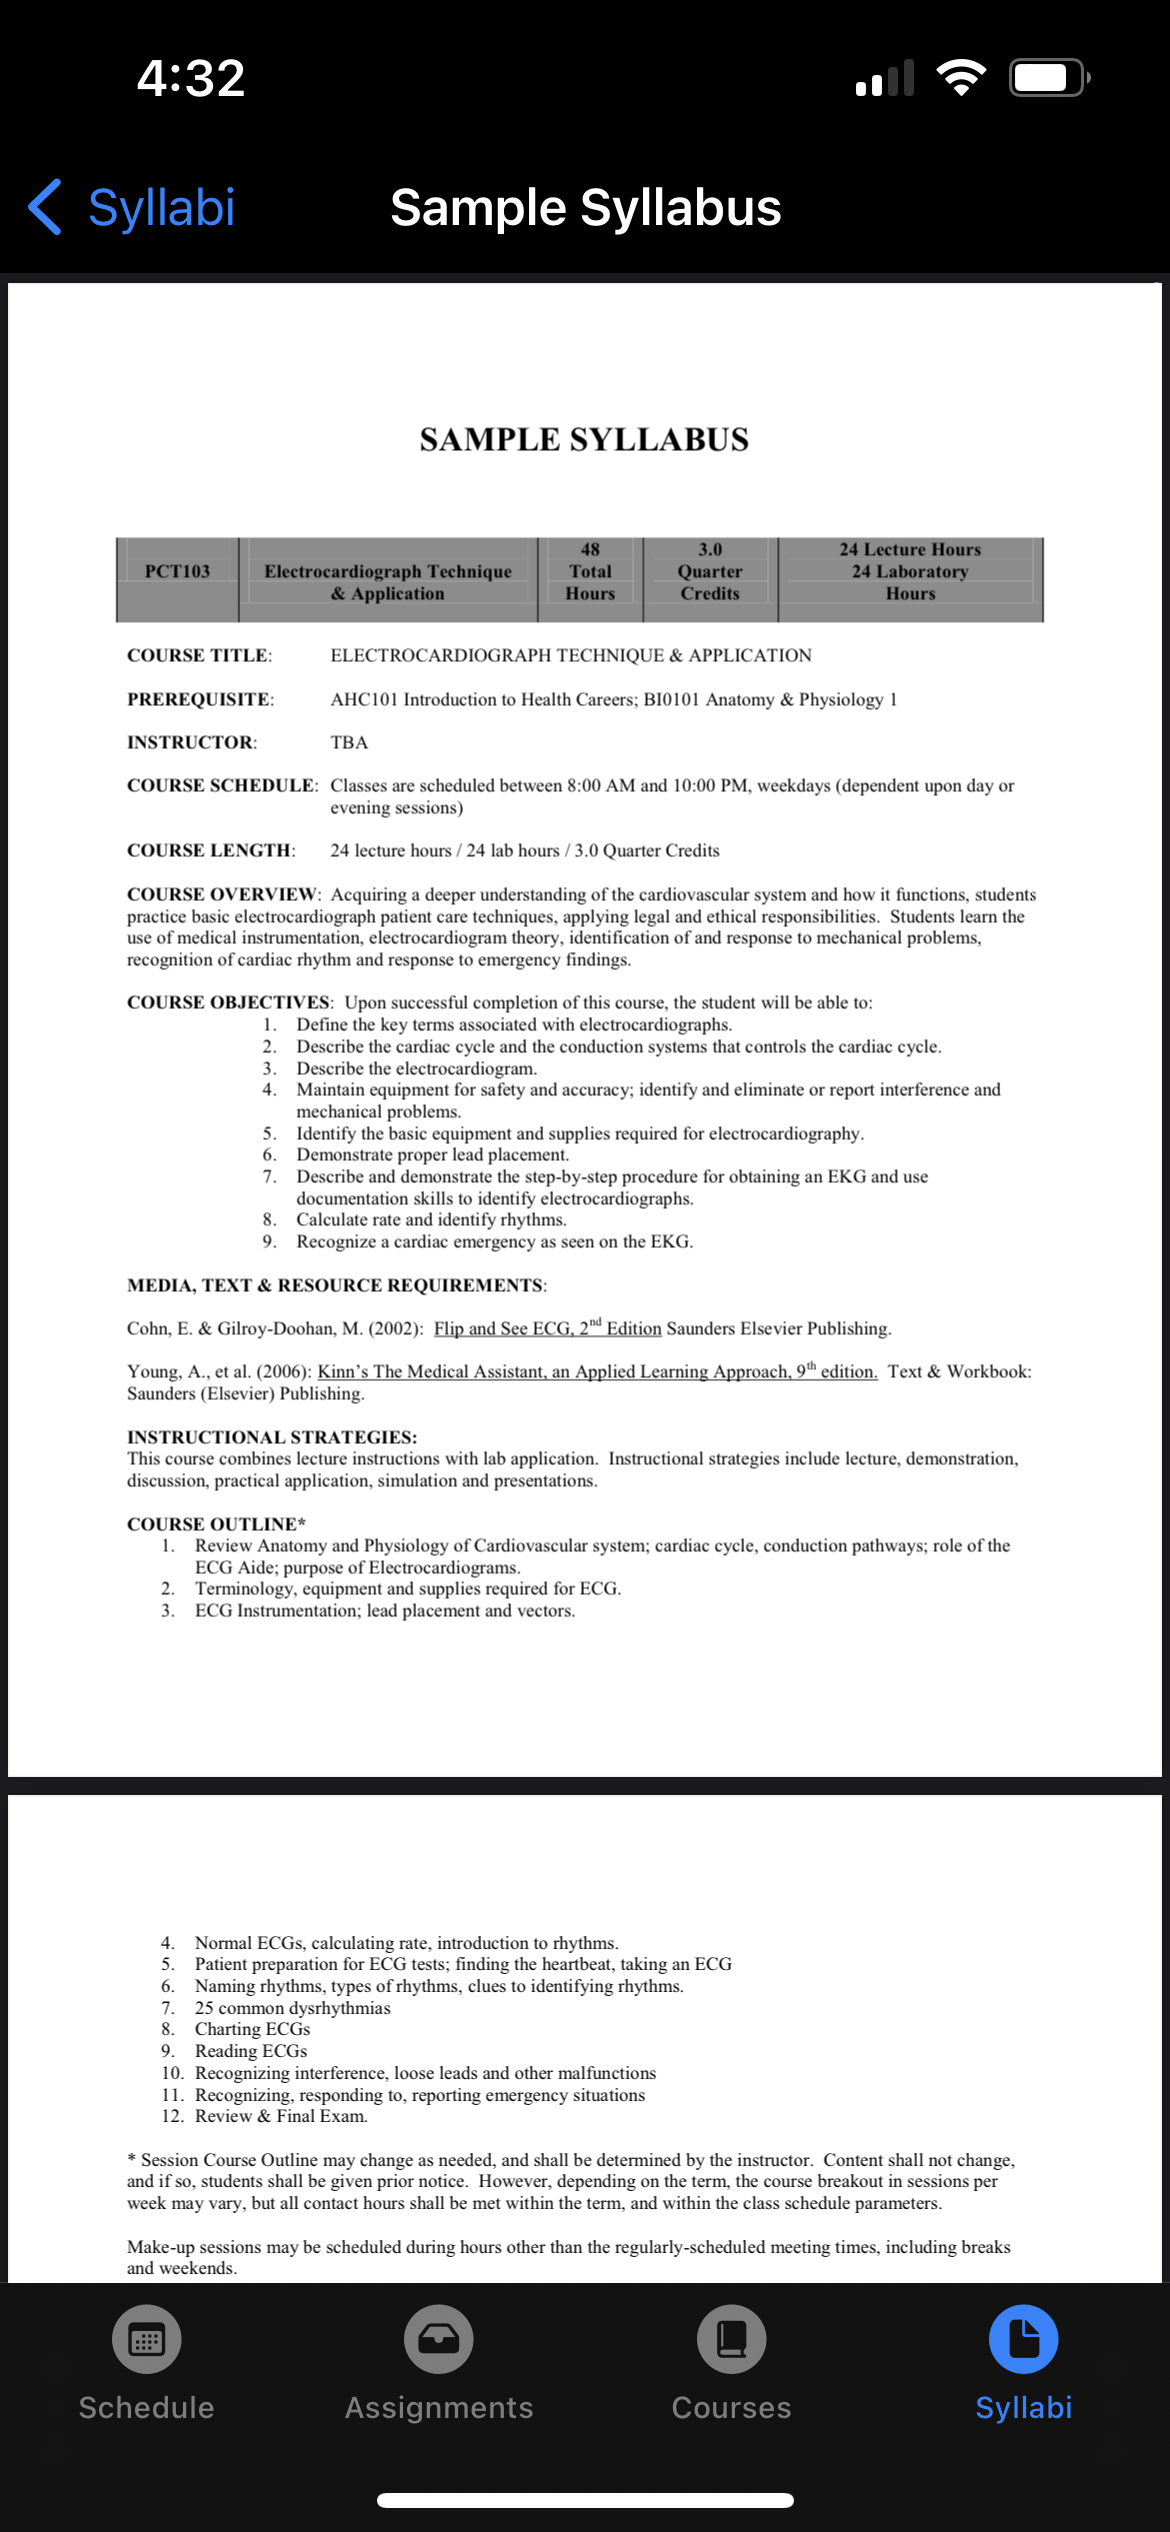 4:32
Syllabi
Sample Syllabus
SAMPLE SYLLABUS
PCT103
Electrocardiograph Technique
& Application
48
Total
Hours
3.0
Quarter
Credits
24 Lecture Hours
24 Laboratory
Hours
COURSE TITLE: ELECTROCARDIOGRAPH TECHNIQUE & APPLICATION
PREREQUISITE: AHC101 Introduction to Health Careers; BI0101 Anatomy & Physiology 1
INSTRUCTOR: TBA
COURSE SCHEDULE: Classes are scheduled between 8:00 AM and 10:00 PM, weekdays (dependent upon day or
evening sessions)
COURSE LENGTH: 24 lecture hours / 24 lab hours / 3.0 Quarter Credits
COURSE OVERVIEW: Acquiring a deeper understanding of the cardiovascular system and how it functions, students
practice basic electrocardiograph patient care techniques, applying legal and ethical responsibilities. Students learn the
use of medical instrumentation, electrocardiogram theory, identification of and response to mechanical problems,
recognition of cardiac rhythm and response to emergency findings.
COURSE OBJECTIVES: Upon successful completion of this course, the student will be able to:
1. Define the key terms associated with electrocardiographs.
2. Describe the cardiac cycle and the conduction systems that controls the cardiac cycle.
3. Describe the electrocardiogram.
4. Maintain equipment for safety and accuracy; identify and eliminate or report interference and
mechanical problems.
5. Identify the basic equipment and supplies required for electrocardiography.
6. Demonstrate proper lead placement.
7. Describe and demonstrate the step-by-step procedure for obtaining an EKG and use
documentation skills to identify electrocardiographs.
8. Calculate rate and identify rhythms.
9. Recognize a cardiac emergency as seen on the EKG.
MEDIA, TEXT & RESOURCE REQUIREMENTS:
Cohn, E. & Gilroy-Doohan, M. (2002): Flip and See ECG, 2nd Edition Saunders Elsevier Publishing.
Young, A., et al. (2006): Kinn's The Medical Assistant, an Applied Learning Approach, 9th edition. Text & Workbook:
Saunders (Elsevier) Publishing.
INSTRUCTIONAL STRATEGIES:
This course combines lecture instructions with lab application. Instructional strategies include lecture, demonstration,
discussion, practical application, simulation and presentations.
COURSE OUTLINE*
1. Review Anatomy and Physiology of Cardiovascular system; cardiac cycle, conduction pathways; role of the
ECG Aide; purpose of Electrocardiograms.
2. Terminology, equipment and supplies required for ECG.
3. ECG Instrumentation; lead placement and vectors.
4. Normal ECGs, calculating rate, introduction to rhythms.
5. Patient preparation for ECG tests; finding the heartbeat, taking an ECG
6. Naming rhythms, types of rhythms, clues to identifying rhythms.
7. 25 common dysrhythmias
8. Charting ECGs
9. Reading ECGs
10. Recognizing interference, loose leads and other malfunctions
11. Recognizing, responding to, reporting emergency situations
12. Review & Final Exam.
* Session Course Outline may change as needed, and shall be determined by the instructor. Content shall not change,
and if so, students shall be given prior notice. However, depending on the term, the course breakout in sessions per
week may vary, but all contact hours shall be met within the term, and within the class schedule parameters.
Make-up sessions may be scheduled during hours other than the regularly-scheduled meeting times, including breaks
and weekends.
Schedule
Assignments
Courses
Syllabi